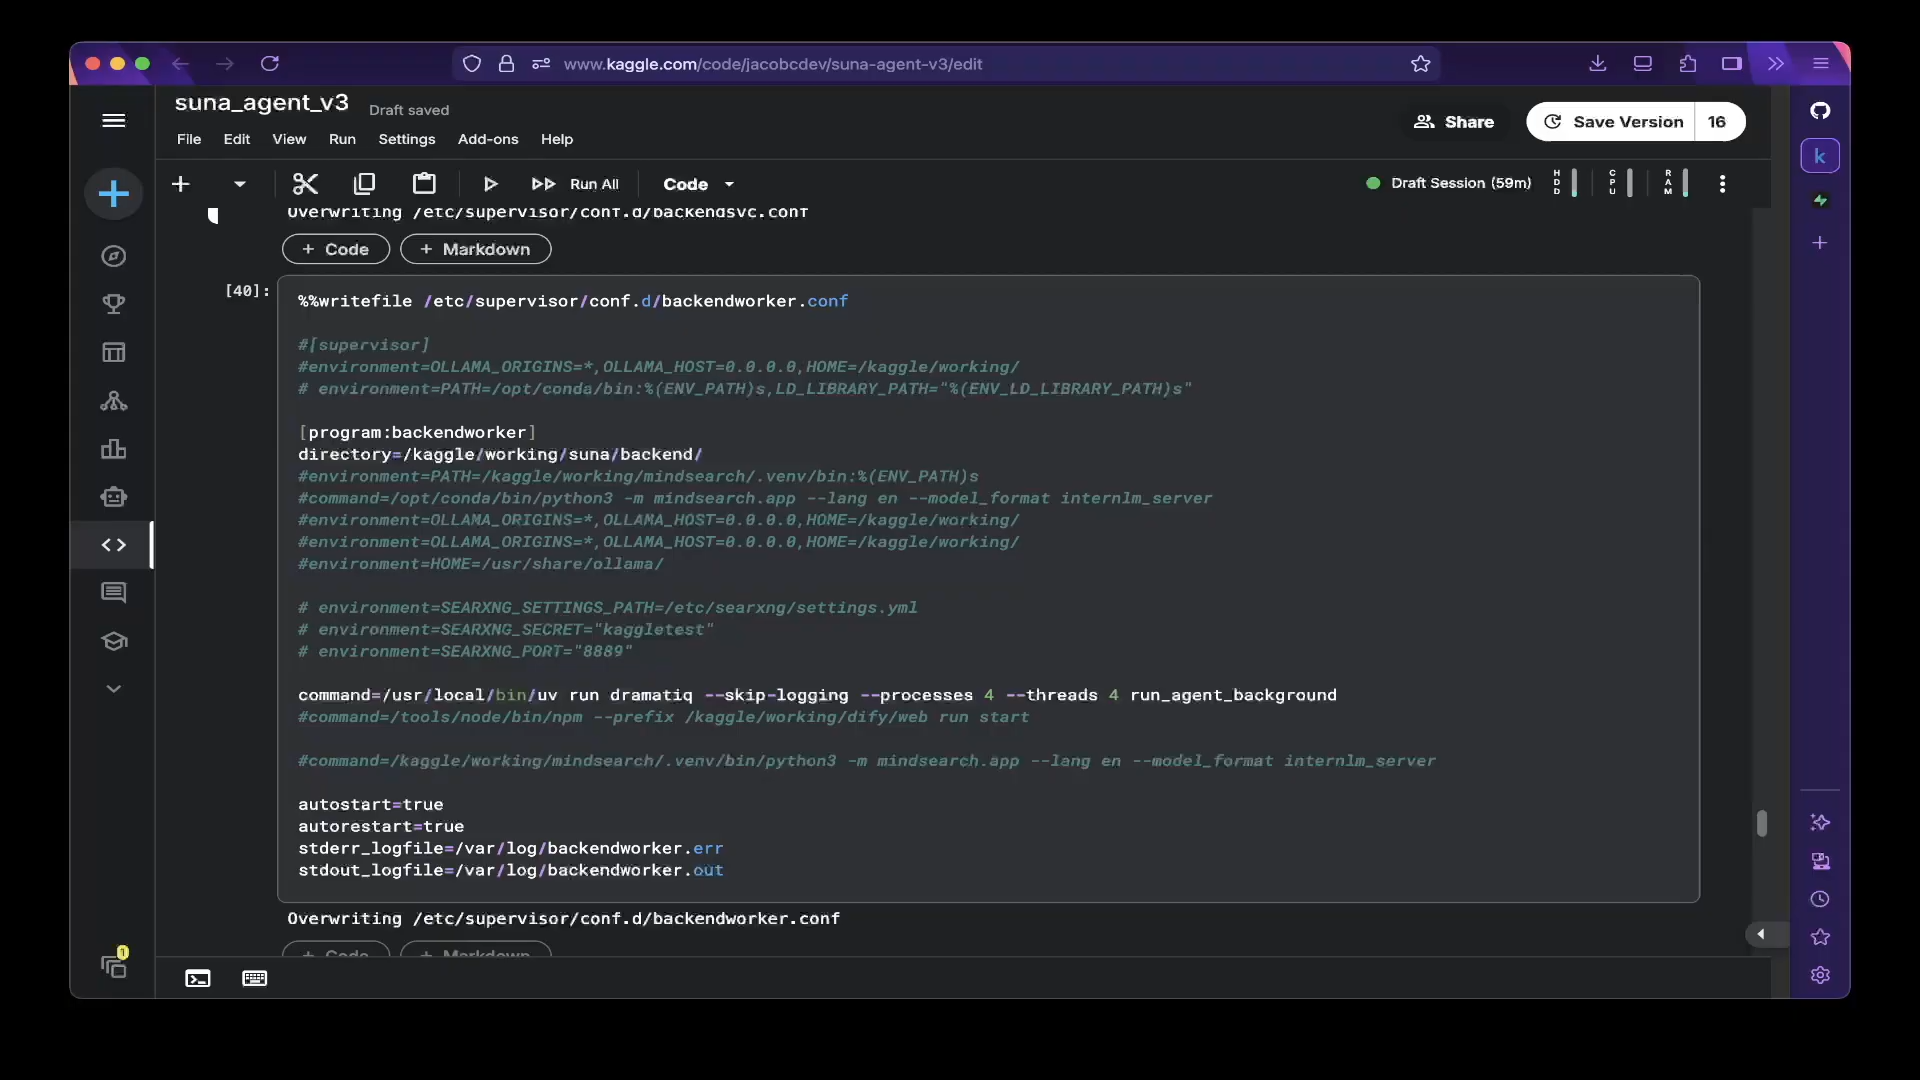 www.kaggle.com/code/jacobcdev/suna-agent-v3/edit
suna_agent_v3
Draft saved
File Edit View Run Settings Add-ons Help
Share
Save Version 16
k
Run All
Code
Draft Session (59m)
HDD
CPU
RAM
Overwriting /etc/supervisor/conf.d/backendsvc.conf
+ Code
+ Markdown
[40]:
%%writefile /etc/supervisor/conf.d/backendworker.conf
#[supervisor]
#environment=OLLAMA_ORIGINS=*,OLLAMA_HOST=0.0.0.0,HOME=/kaggle/working/
# environment=PATH=/opt/conda/bin:%(ENV_PATH)s,LD_LIBRARY_PATH="%(ENV_LD_LIBRARY_PATH)s"
[program:backendworker]
directory=/kaggle/working/suna/backend/
#environment=PATH=/kaggle/working/mindsearch/.venv/bin:%(ENV_PATH)s
#command=/opt/conda/bin/python3 -m mindsearch.app --lang en --model_format internlm_server
#environment=OLLAMA_ORIGINS=*,OLLAMA_HOST=0.0.0.0,HOME=/kaggle/working/
#environment=OLLAMA_ORIGINS=*,OLLAMA_HOST=0.0.0.0,HOME=/kaggle/working/
#environment=HOME=/usr/share/ollama/
# environment=SEARXNG_SETTINGS_PATH=/etc/searxng/settings.yml
# environment=SEARXNG_SECRET="kaggletest"
# environment=SEARXNG_PORT="8889"
command=/usr/local/bin/uv run dramatiq --skip-logging --processes 4 --threads 4 run_agent_background
#command=/tools/node/bin/npm --prefix /kaggle/working/dify/web run start
#command=/kaggle/working/mindsearch/.venv/bin/python3 -m mindsearch.app --lang en --model_format internlm_server
autostart=true
autorestart=true
stderr_logfile=/var/log/backendworker.err
stdout_logfile=/var/log/backendworker.out
Overwriting /etc/supervisor/conf.d/backendworker.conf
+ Code
+ Markdown
1